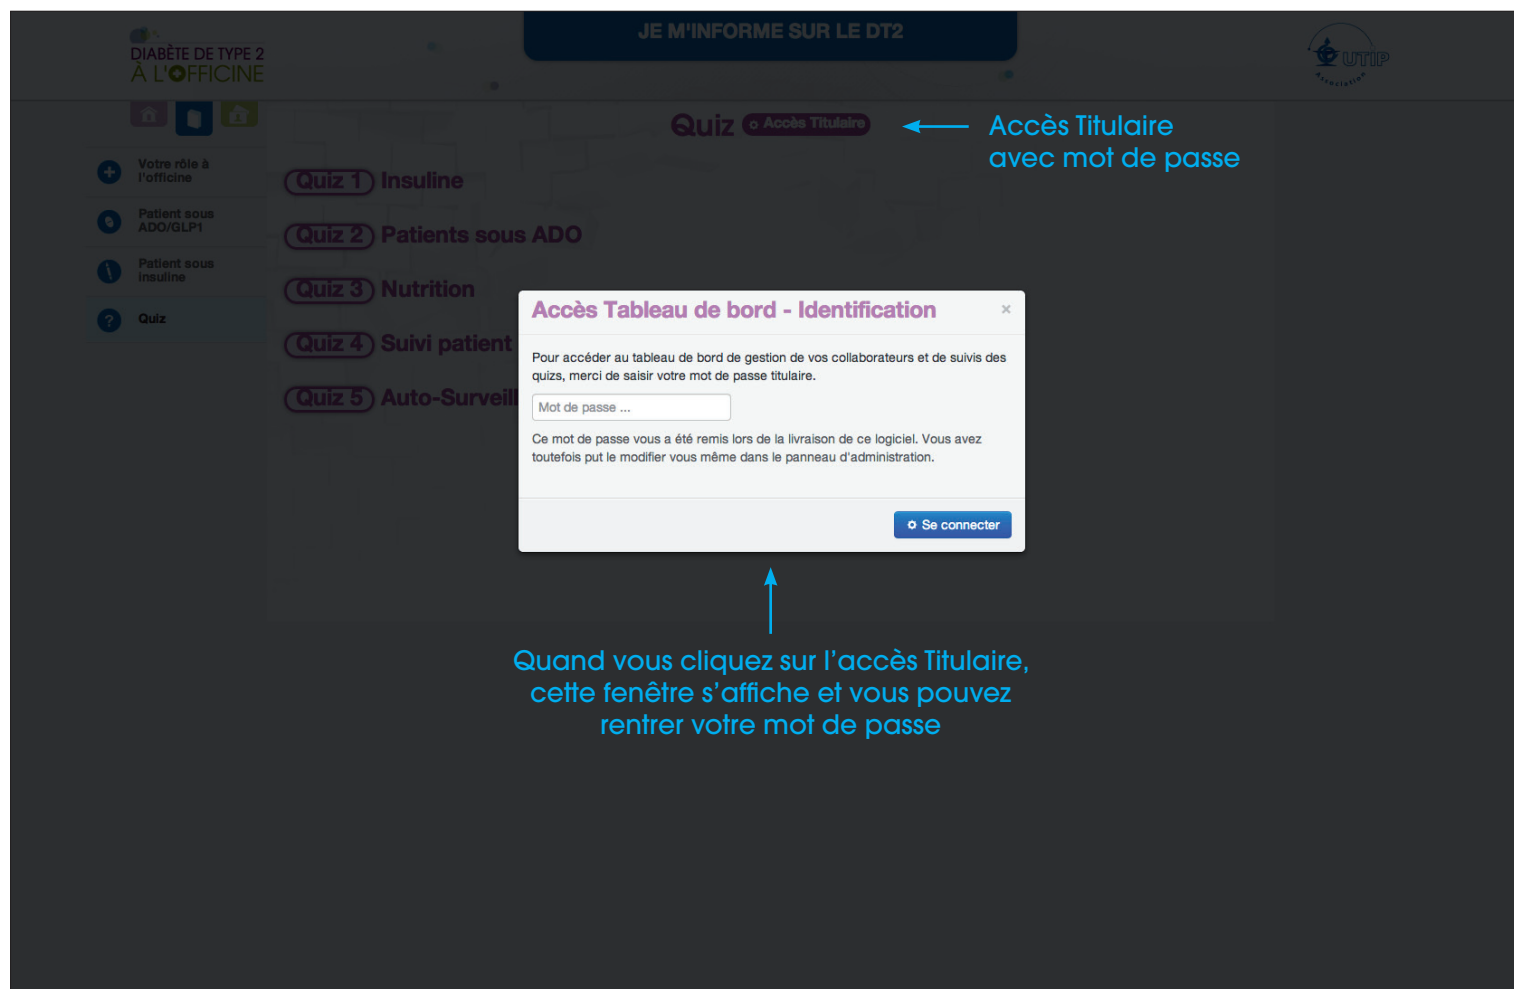 DIABÈTE DE TYPE 2
À L'OFFICINE
JE M'INFORME SUR LE DT2
UTIP
Association
Quiz Accès Titulaire
Accès Titulaire
avec mot de passe
Votre rôle à
l'officine
Patient sous
ADO/GLP1
Patient sous
insuline
Quiz
Quiz 1 Insuline
Quiz 2 Patients sous ADO
Quiz 3 Nutrition
Quiz 4 Suivi patient
Quiz 5 Auto-Surveill
Accès Tableau de bord - Identification
×
Pour accéder au tableau de bord de gestion de vos collaborateurs et de suivis des
quizs, merci de saisir votre mot de passe titulaire.
Mot de passe ...
Ce mot de passe vous a été remis lors de la livraison de ce logiciel. Vous avez
toutefois put le modifier vous même dans le panneau d'administration.
Se connecter
Quand vous cliquez sur l’accès Titulaire,
cette fenêtre s’affiche et vous pouvez
rentrer votre mot de passe